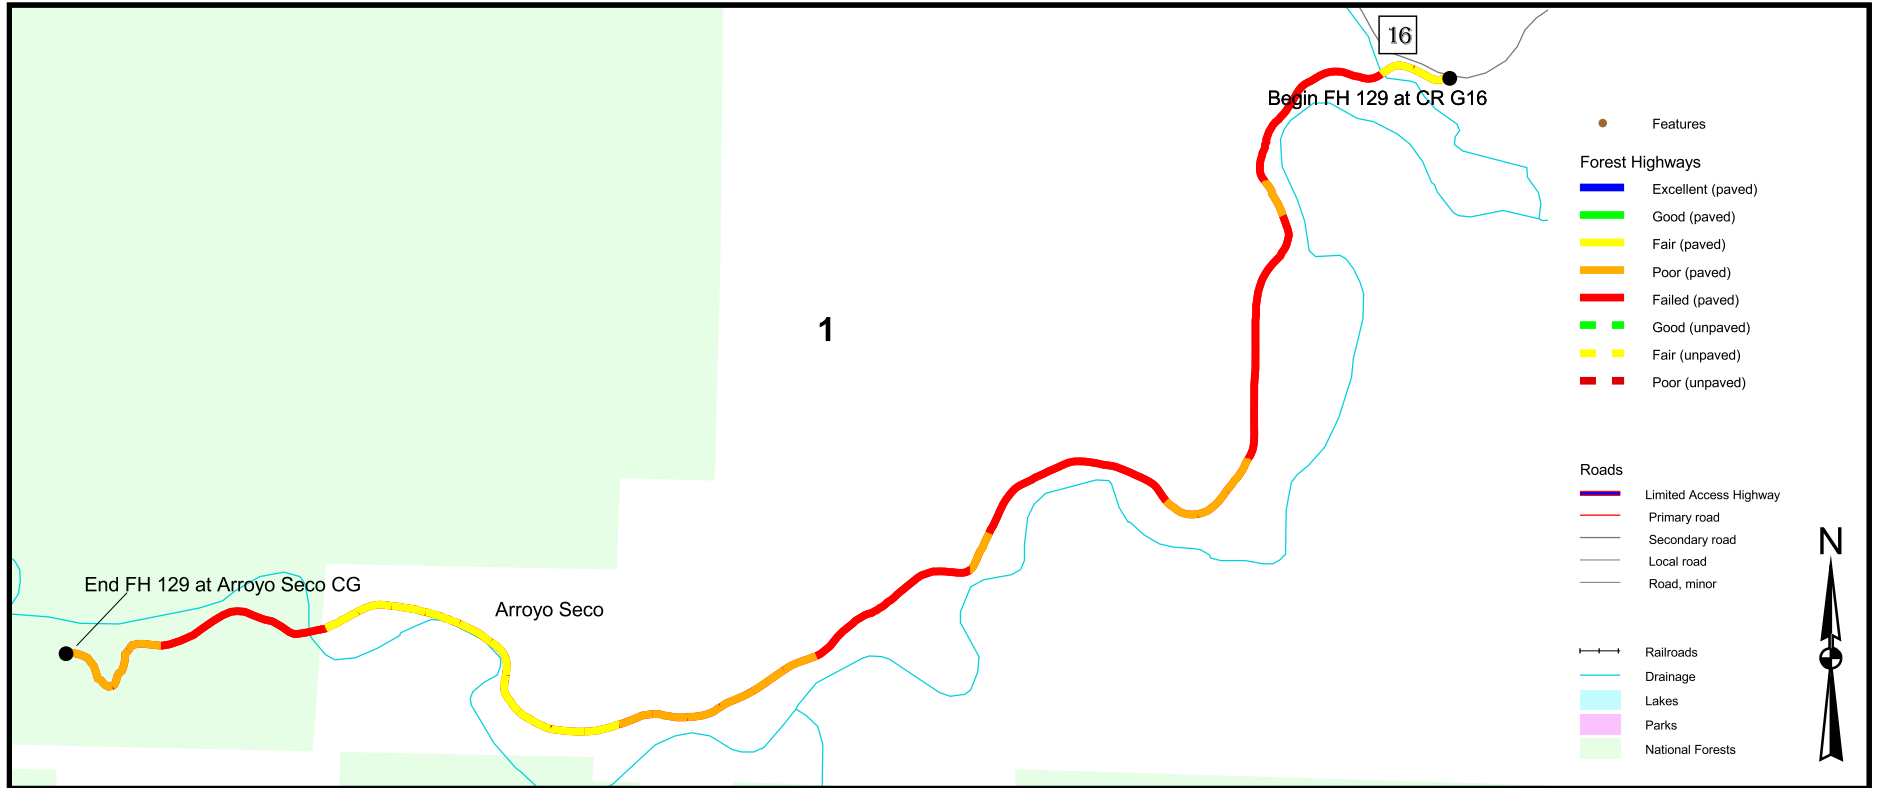 16
Begin FH 129 at CR G16
1
End FH 129 at Arroyo Seco CG
Arroyo Seco
Features
Forest Highways
Excellent (paved)
Good (paved)
Fair (paved)
Poor (paved)
Failed (paved)
Good (unpaved)
Fair (unpaved)
Poor (unpaved)
Roads
Limited Access Highway
Primary road
Secondary road
Local road
Road, minor
Railroads
Drainage
Lakes
Parks
National Forests
N